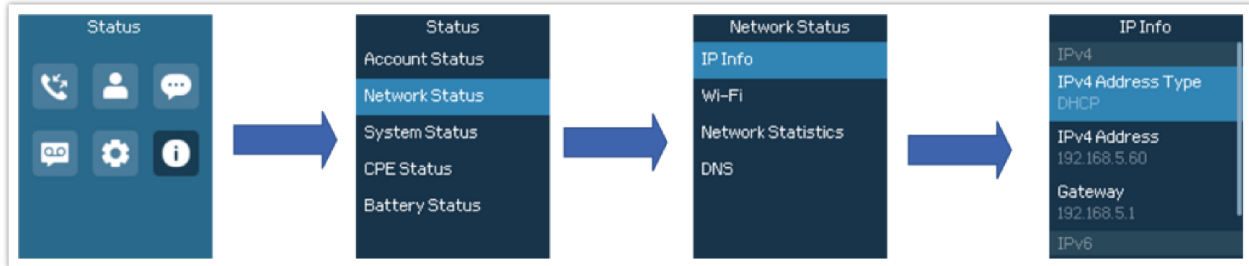 Status
Status
Account Status
Network Status
System Status
CPE Status
Battery Status
Network Status
IP Info
Wi-Fi
Network Statistics
DNS
IP Info
IPv4
IPv4 Address Type
DHCP
IPv4 Address
192.168.5.60
Gateway
192.168.5.1
IPv6